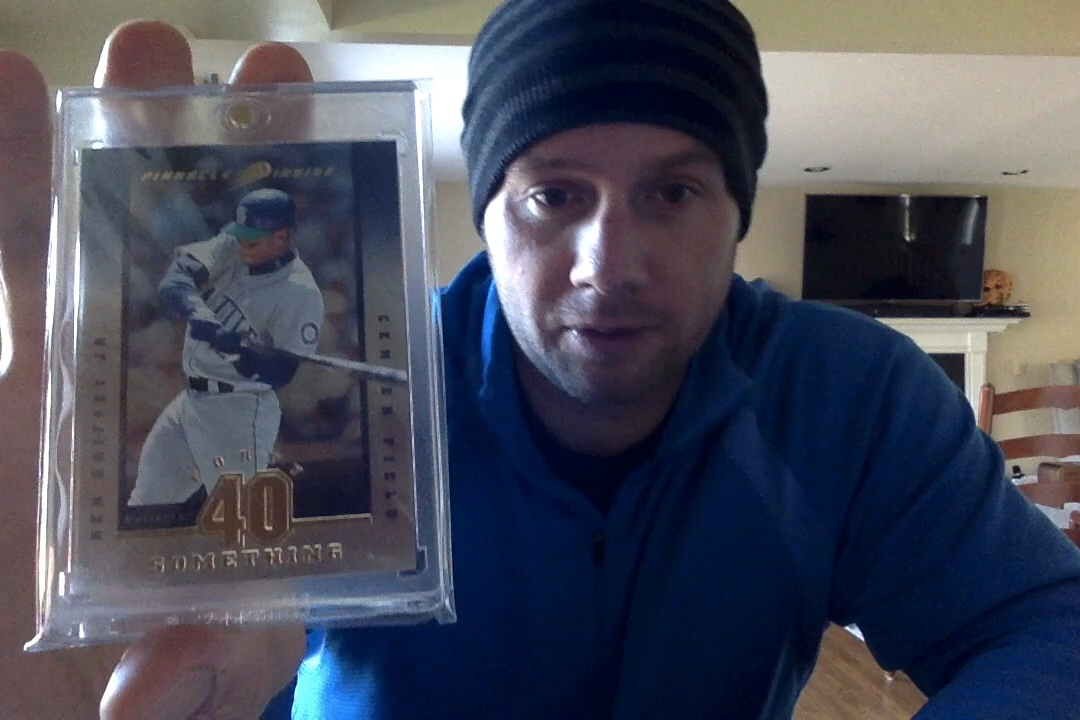 PINNACLE INSIDE
KEN GRIFFEY JR.
CENTER FIELD
40
SOMETHING